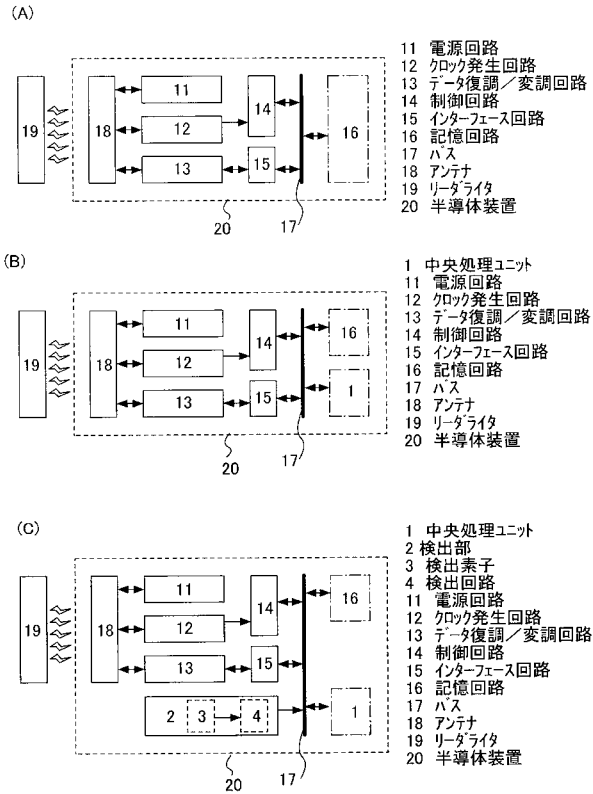 (A)
11 電源回路
12 クロック発生回路
13 データ復調／変調回路
14 制御回路
15 インターフェース回路
16 記憶回路
17 バス
18 アンテナ
19 リーダライタ
20 半導体装置
19
18
11
12
13
14
15
16
20
17
(B)
1 中央処理ユニット
11 電源回路
12 クロック発生回路
13 データ復調／変調回路
14 制御回路
15 インターフェース回路
16 記憶回路
17 バス
18 アンテナ
19 リーダライタ
20 半導体装置
19
18
11
12
13
14
15
16
1
20
17
(C)
1 中央処理ユニット
2 検出部
3 検出素子
4 検出回路
11 電源回路
12 クロック発生回路
13 データ復調／変調回路
14 制御回路
15 インターフェース回路
16 記憶回路
17 バス
18 アンテナ
19 リーダライタ
20 半導体装置
19
18
11
12
13
14
15
16
2 3 4
1
20
17